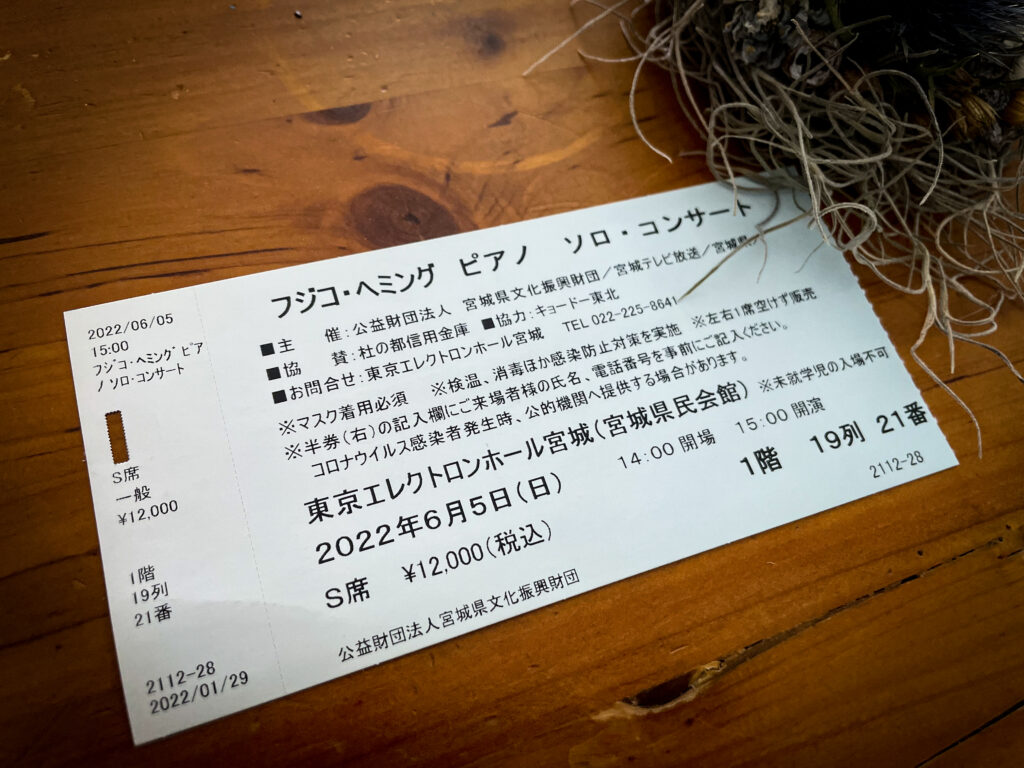 2022/06/05
15:00
フジコ・ヘミング ピア
ノ ソロ・コンサート
S席
一般
¥12,000
1階
19列
21番
2112-28
2022/01/29
フジコ・ヘミング ピアノ ソロ・コンサート
■主 催:公益財団法人 宮城県文化振興財団/宮城テレビ放送/宮城県
■協 賛:杜の都信用金庫 ■協力:キョードー東北
■お問合せ:東京エレクトロンホール宮城 TEL 022-225-8641
※マスク着用必須 ※検温、消毒ほか感染防止対策を実施 ※左右1席空けず販売
※半券(右)の記入欄にご来場者様の氏名、電話番号を事前にご記入ください。
コロナウイルス感染者発生時、公的機関へ提供する場合があります。
東京エレクトロンホール宮城(宮城県民会館) ※未就学児の入場不可
2022年6月5日(日) 14:00 開場 15:00 開演
S席 ¥12,000(税込) 1階 19列 21番
公益財団法人宮城県文化振興財団 2112-28